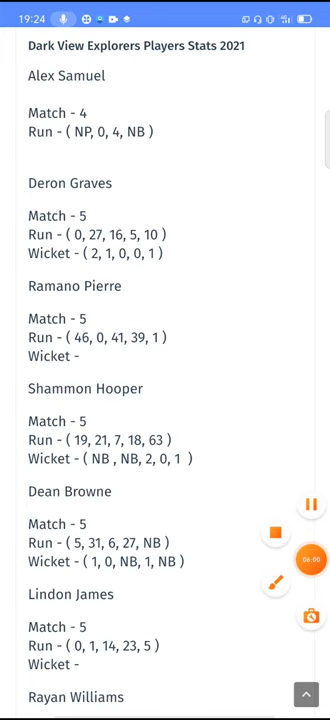 19:24
Dark View Explorers Players Stats 2021
Alex Samuel
Match - 4
Run - ( NP, 0, 4, NB )
Deron Graves
Match - 5
Run - ( 0, 27, 16, 5, 10 )
Wicket - ( 2, 1, 0, 0, 1 )
Ramano Pierre
Match - 5
Run - ( 46, 0, 41, 39, 1 )
Wicket -
Shammon Hooper
Match - 5
Run - ( 19, 21, 7, 18, 63 )
Wicket - ( NB , NB, 2, 0, 1 )
Dean Browne
Match - 5
Run - ( 5, 31, 6, 27, NB )
Wicket - ( 1, 0, NB, 1, NB )
06:00
Lindon James
Match - 5
Run - ( 0, 1, 14, 23, 5 )
Wicket -
Rayan Williams